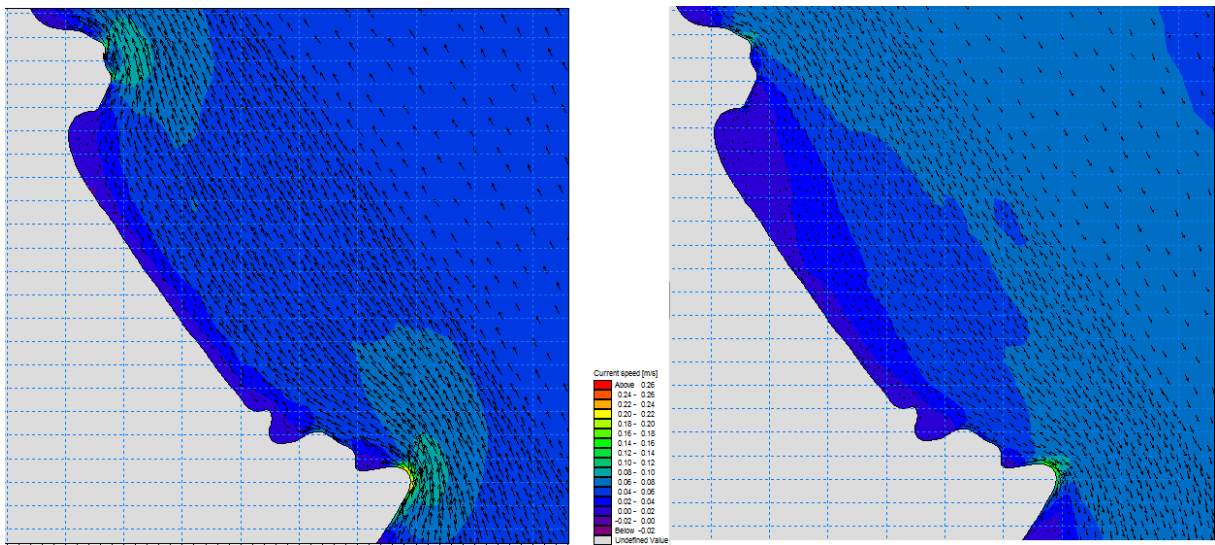 Current speed [m/s]
Above 0.26
0.24 - 0.26
0.22 - 0.24
0.20 - 0.22
0.18 - 0.20
0.16 - 0.18
0.14 - 0.16
0.12 - 0.14
0.10 - 0.12
0.08 - 0.10
0.06 - 0.08
0.04 - 0.06
0.02 - 0.04
0.00 - 0.02
-0.02 - 0.00
Below -0.02
Undefined Value